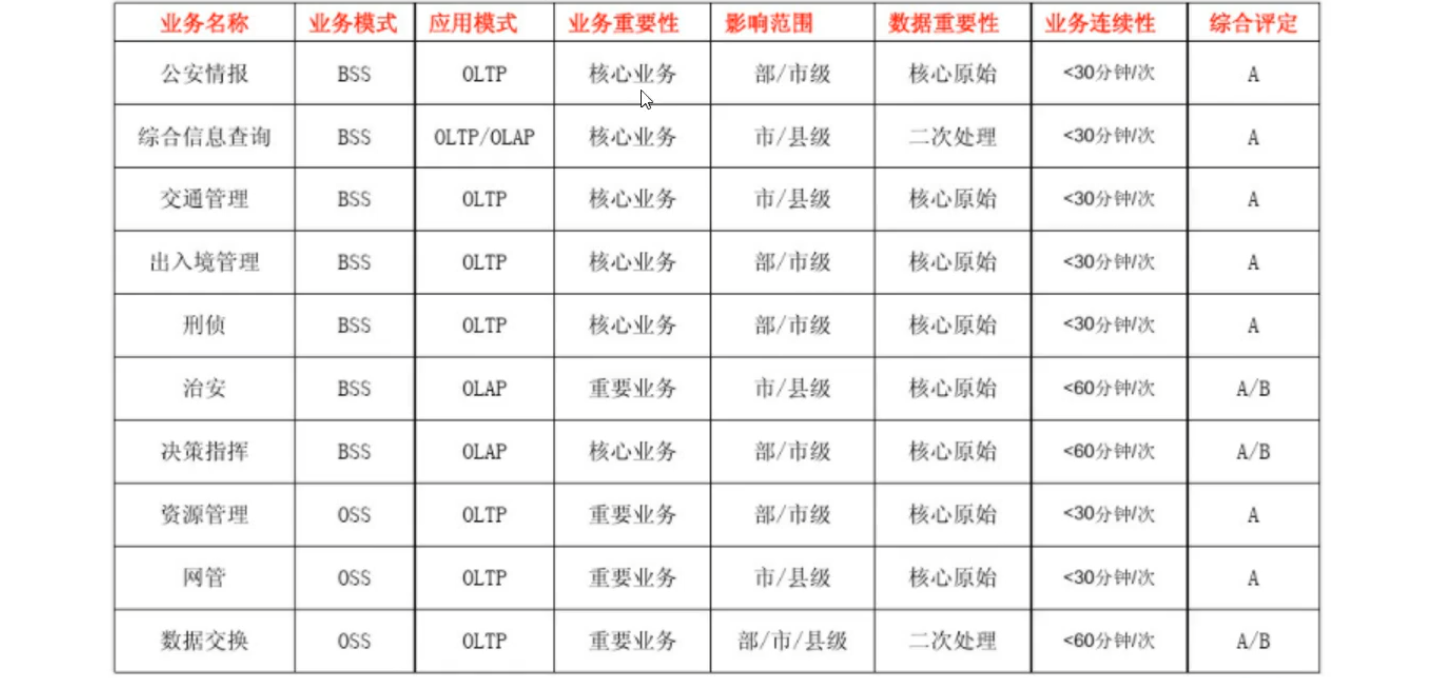 业务名称 业务模式 应用模式 业务重要性 影响范围 数据重要性 业务连续性 综合评定
公安情报 BSS OLTP 核心业务 部/市级 核心原始 <30分钟/次 A
综合信息查询 BSS OLTP/OLAP 核心业务 市/县级 二次处理 <30分钟/次 A
交通管理 BSS OLTP 核心业务 市/县级 核心原始 <30分钟/次 A
出入境管理 BSS OLTP 核心业务 部/市级 核心原始 <30分钟/次 A
刑侦 BSS OLTP 核心业务 部/市级 核心原始 <30分钟/次 A
治安 BSS OLAP 重要业务 市/县级 核心原始 <60分钟/次 A/B
决策指挥 BSS OLAP 核心业务 部/市级 核心原始 <60分钟/次 A/B
资源管理 OSS OLTP 重要业务 部/市级 核心原始 <30分钟/次 A
网管 OSS OLTP 重要业务 市/县级 核心原始 <30分钟/次 A
数据交换 OSS OLTP 重要业务 部/市/县级 二次处理 <60分钟/次 A/B